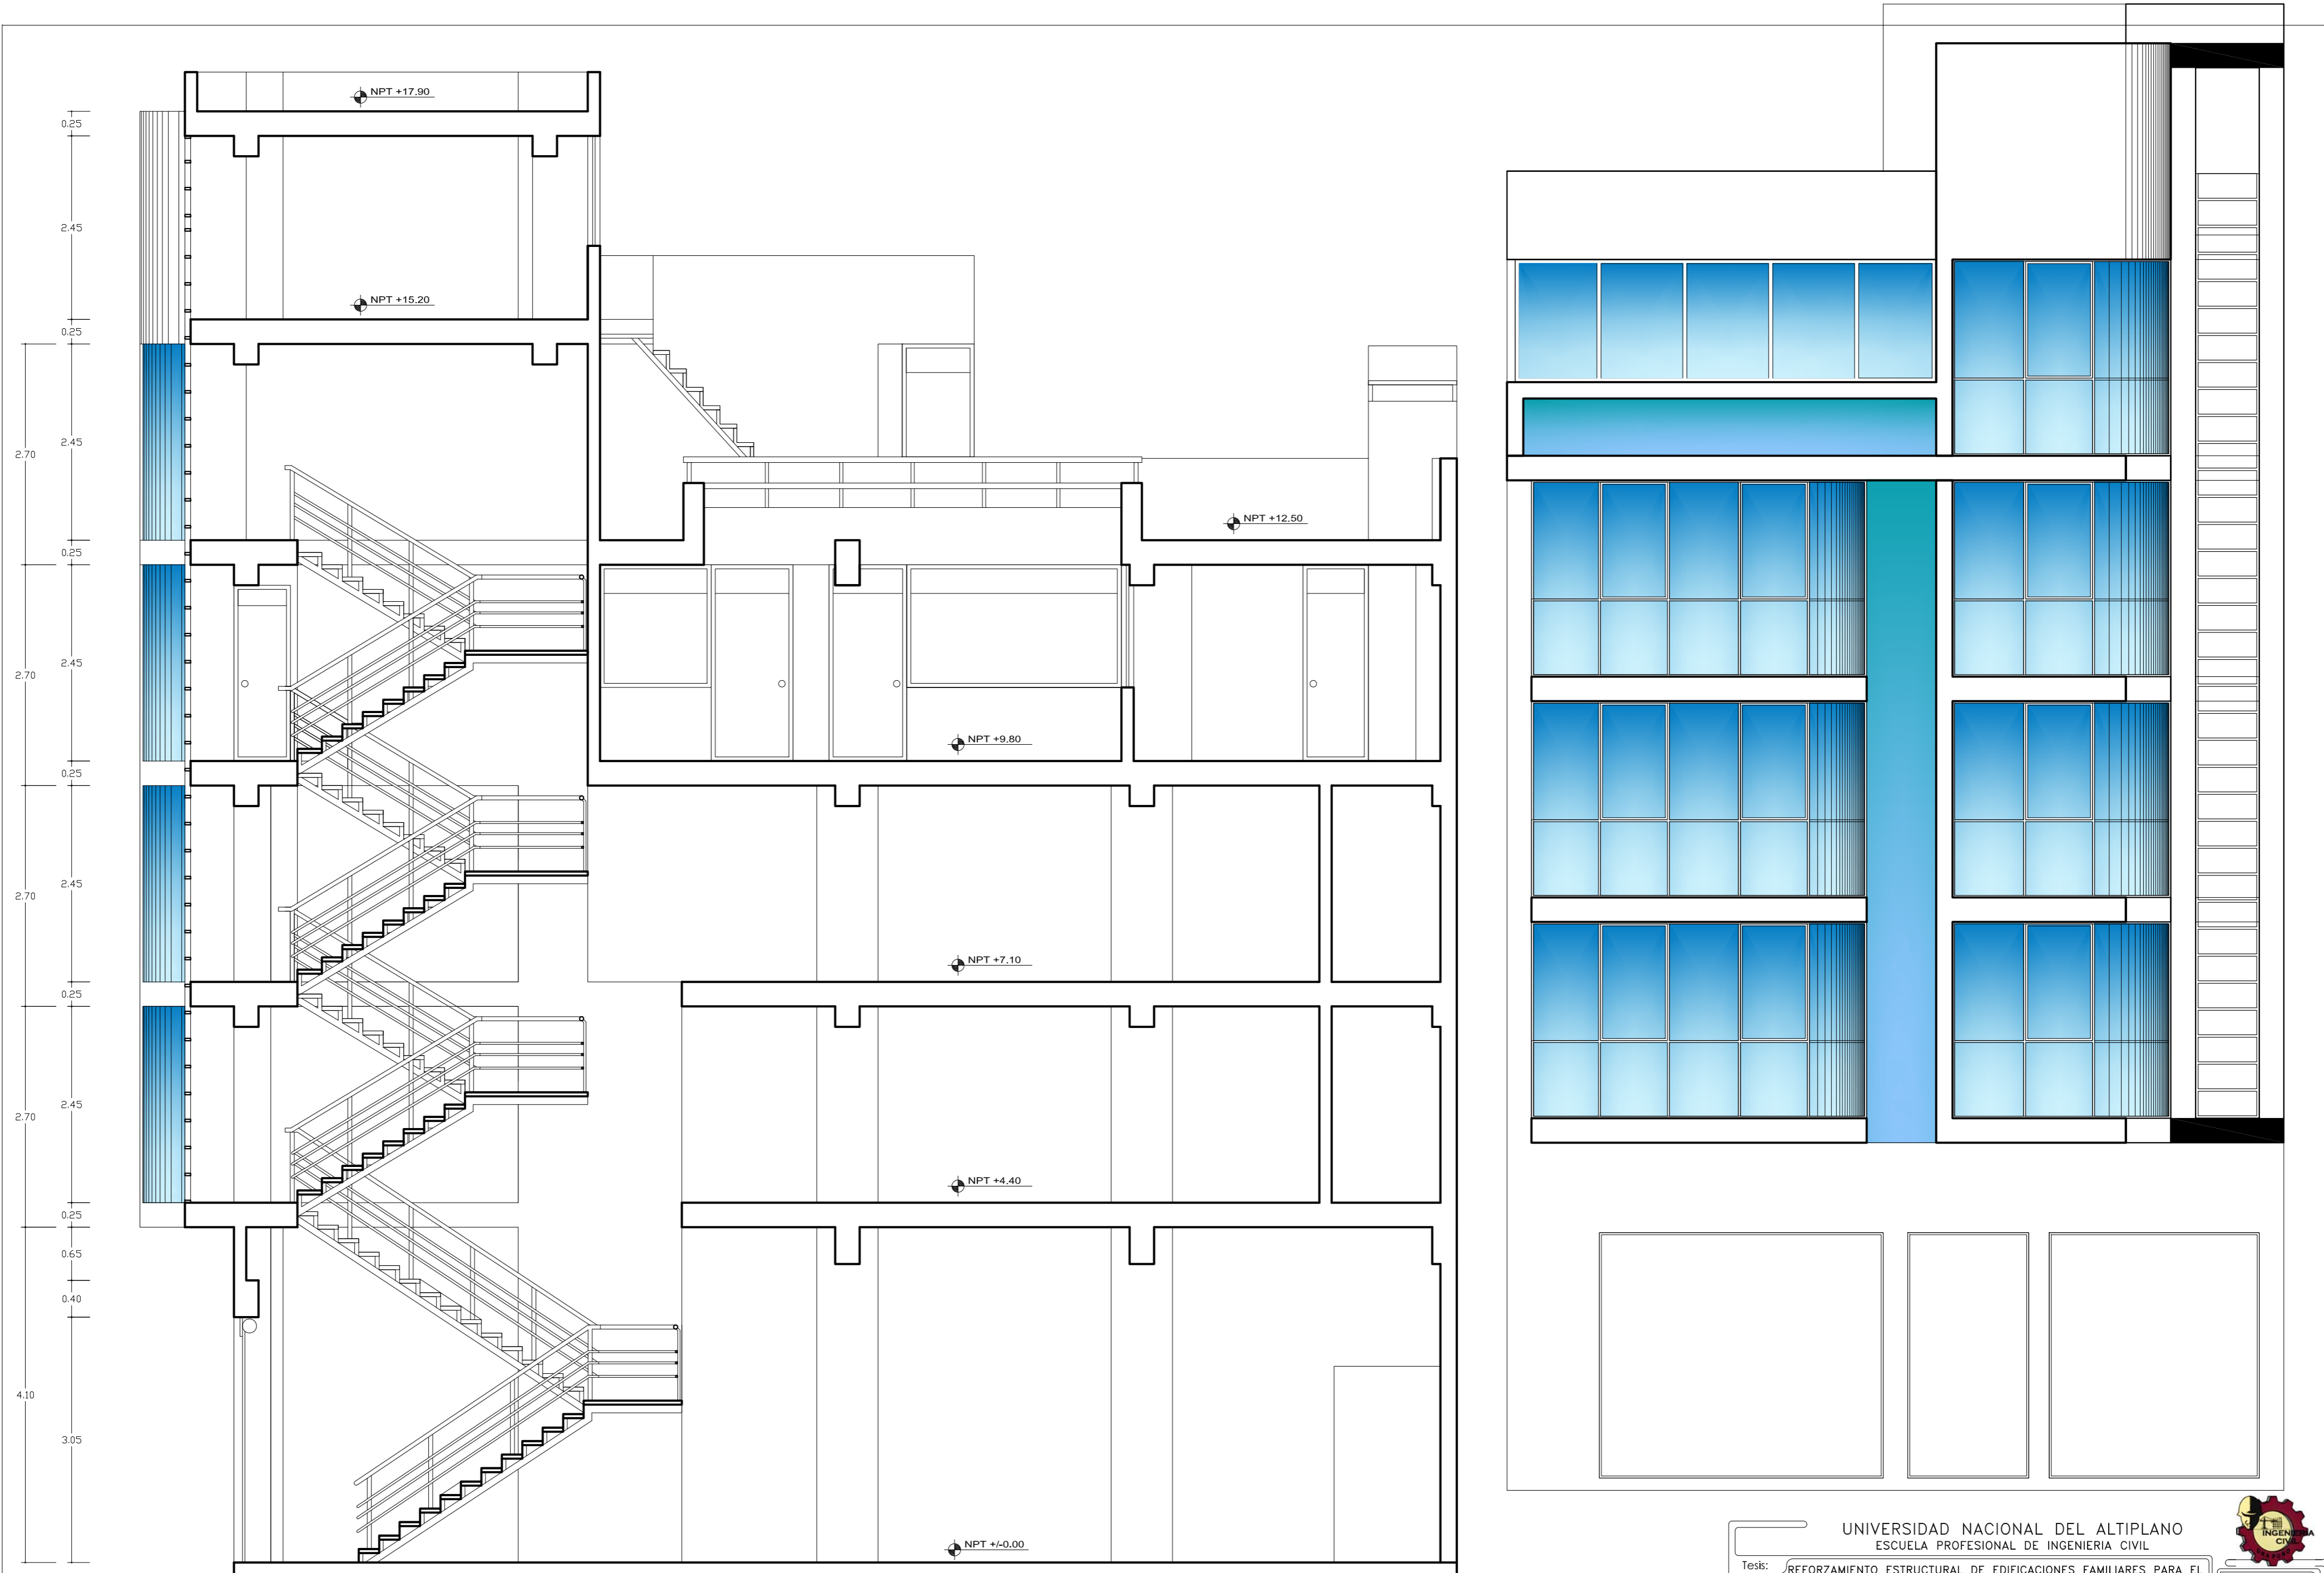 NPT +17.90
0.25
2.45
NPT +15.20
0.25
2.70
2.45
NPT +12.50
0.25
2.70
2.45
NPT +9.80
0.25
2.70
2.45
NPT +7.10
0.25
2.70
2.45
NPT +4.40
0.25
0.65
0.40
4.10
3.05
NPT +/-0.00
UNIVERSIDAD NACIONAL DEL ALTIPLANO
ESCUELA PROFESIONAL DE INGENIERIA CIVIL
Tesis:
REFORZAMIENTO ESTRUCTURAL DE EDIFICACIONES FAMILIARES PARA EL
INGENIERIA
CIVIL